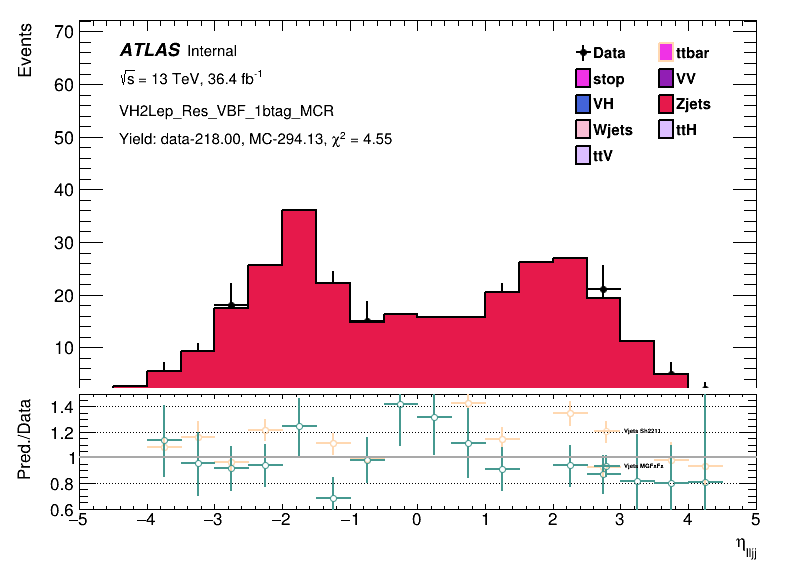 Events
70
60
50
40
30
20
10
ATLAS Internal
√s = 13 TeV, 36.4 fb⁻¹
VH2Lep_Res_VBF_1btag_MCR
Yield: data-218.00, MC-294.13, χ² = 4.55
Data
ttbar
stop
VV
VH
Zjets
Wjets
ttH
ttV
Pred./Data
1.4
1.2
1
0.8
0.6
Vjets Sh2211
Vjets MGFxFx
−5 −4 −3 −2 −1 0 1 2 3 4 5
η lljj